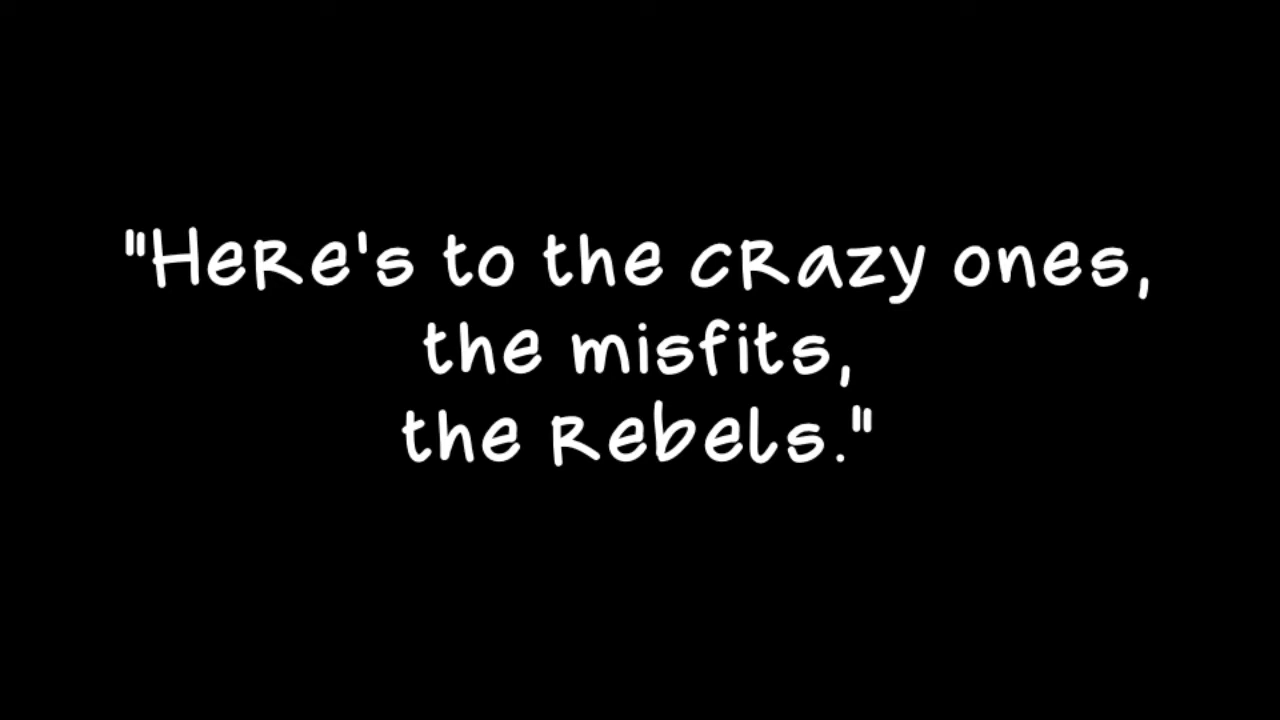 "Here's to the crazy ones,
the misfits,
the Rebels."